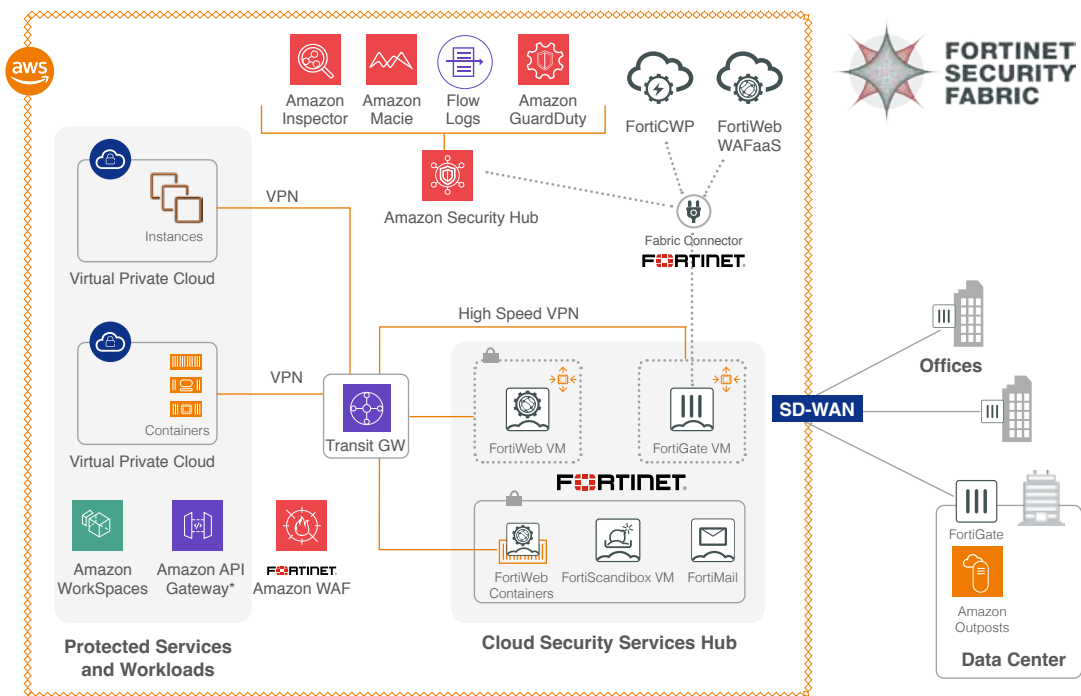 aws
Amazon
Inspector
Amazon
Macie
Flow
Logs
Amazon
GuardDuty
FortiCWP
FortiWeb
WAFaaS
FORTINET
SECURITY
FABRIC
Amazon Security Hub
Fabric Connector
FORTINET
VPN
Instances
Virtual Private Cloud
High Speed VPN
VPN
Containers
Virtual Private Cloud
Transit GW
FortiWeb VM
FortiGate VM
FORTINET
SD-WAN
Offices
FortiWeb
Containers
FortiScandibox VM
FortiMail
Amazon
WorkSpaces
Amazon API
Gateway*
FORTINET
Amazon WAF
Protected Services
and Workloads
Cloud Security Services Hub
FortiGate
Amazon
Outposts
Data Center